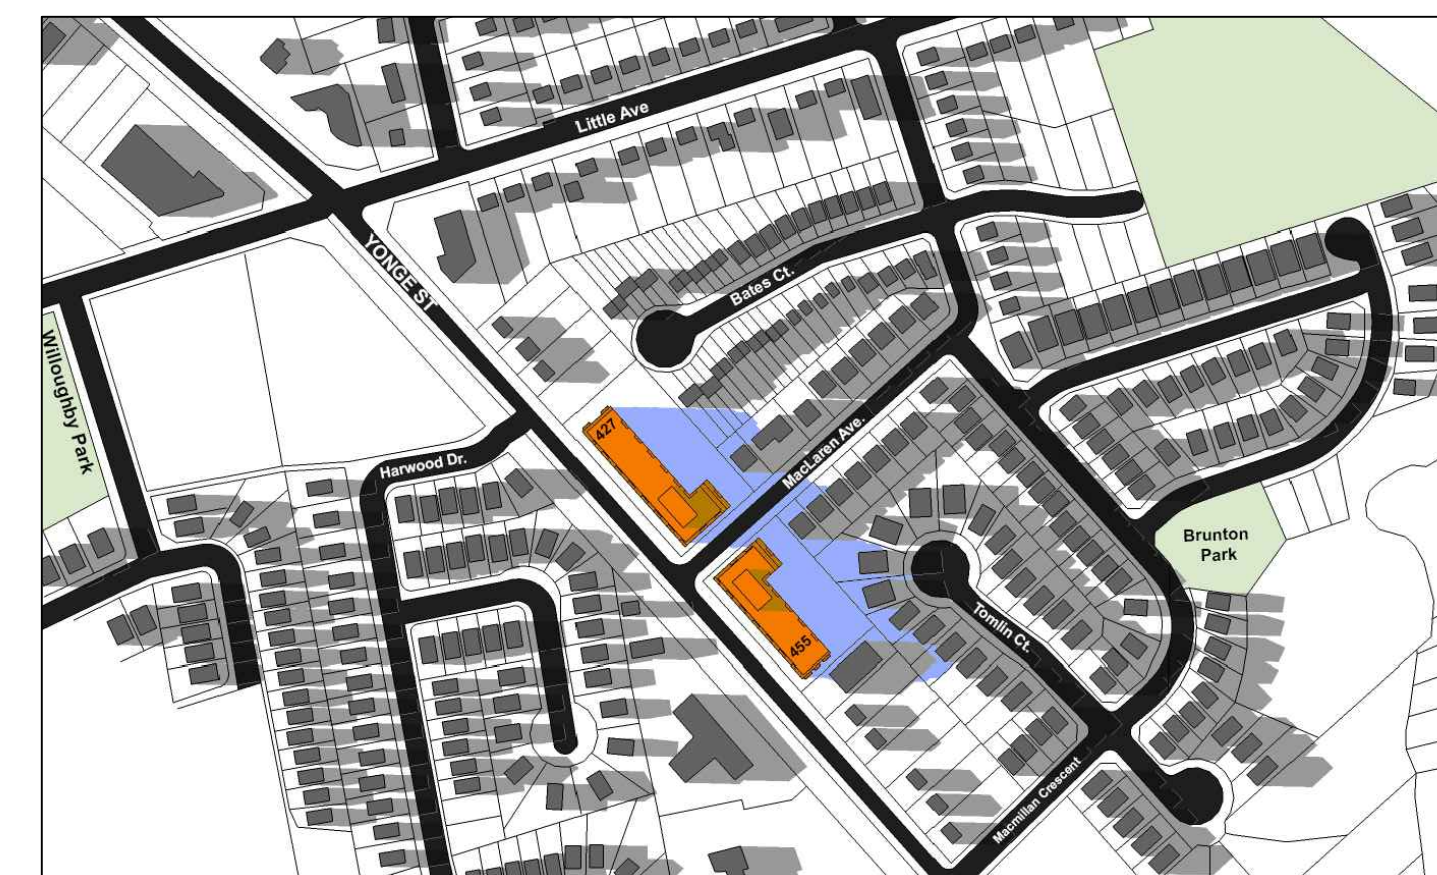 Little Ave
YONGE ST
Bates Ct.
Willoughby Park
427
MacLaren Ave.
Harwood Dr.
Brunton
Park
Tomlin Ct.
455
Macmillan Crescent